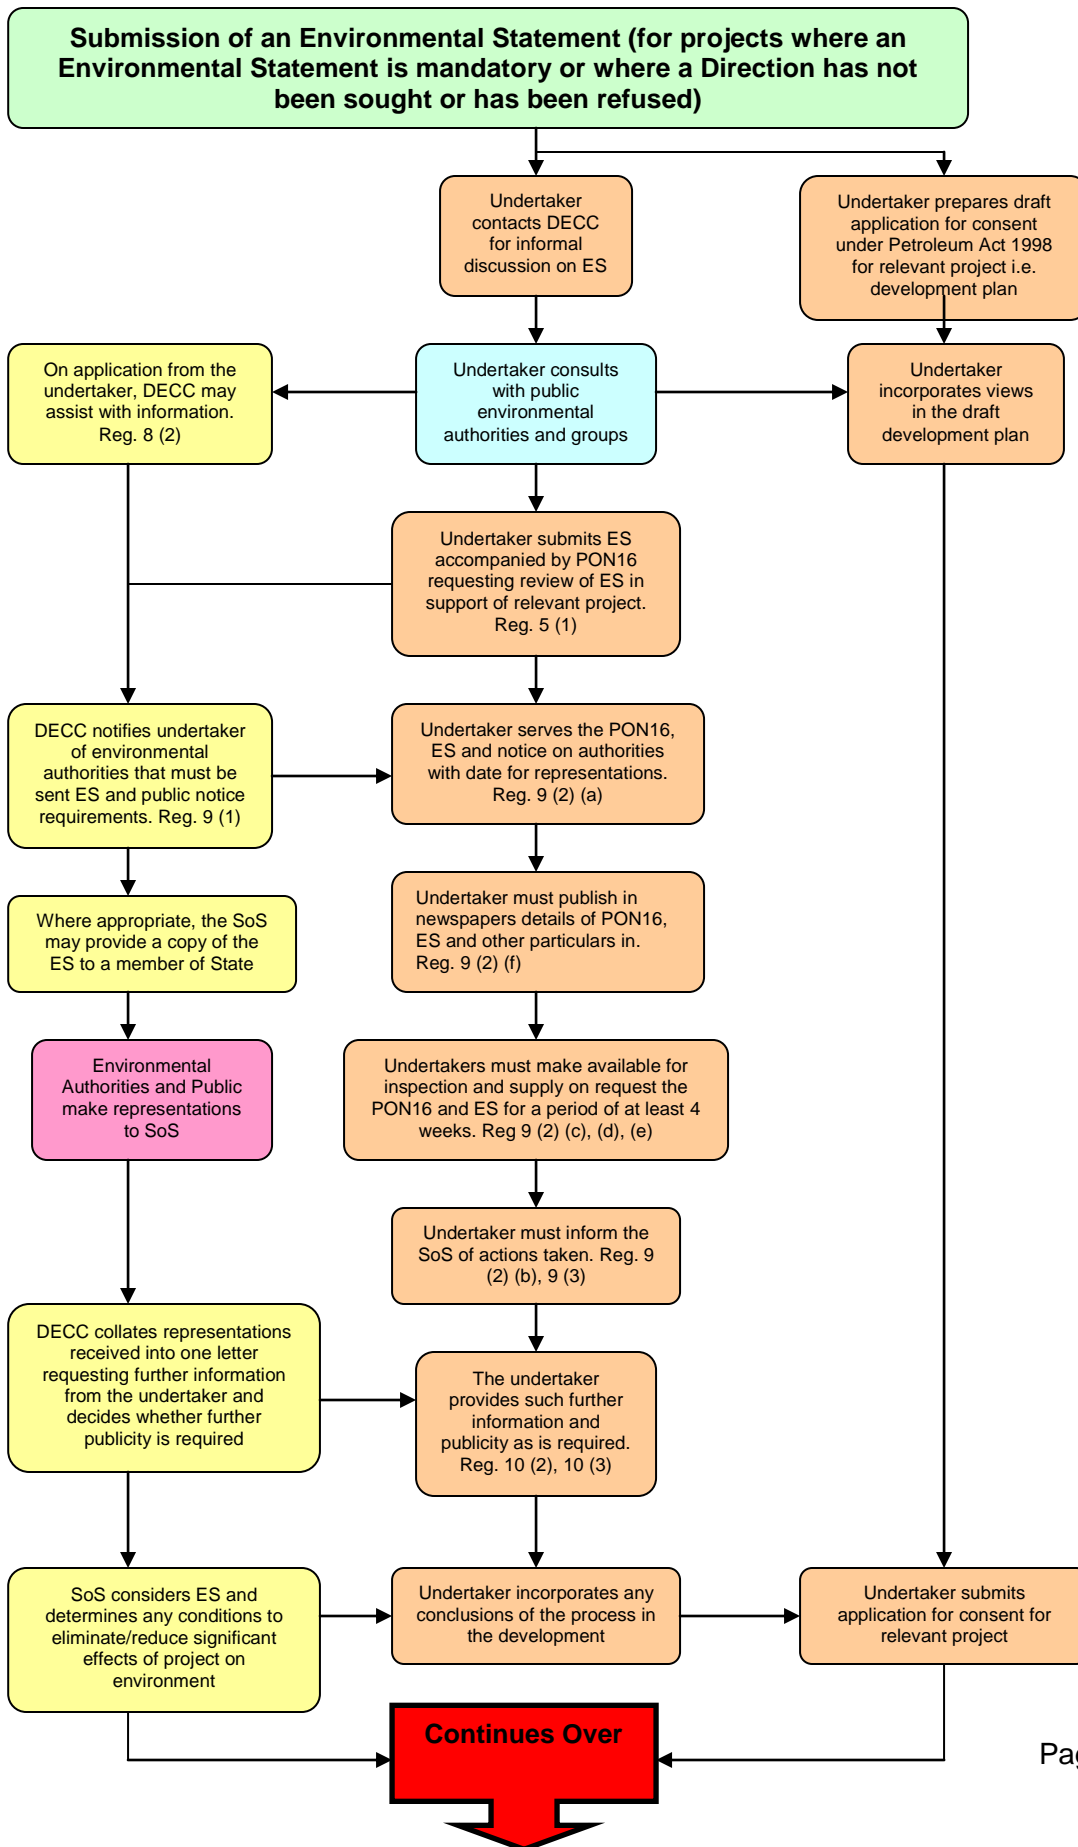 Submission of an Environmental Statement (for projects where an
Environmental Statement is mandatory or where a Direction has not
been sought or has been refused)
Undertaker
contacts DECC
for informal
discussion on ES
Undertaker prepares draft
application for consent
under Petroleum Act 1998
for relevant project i.e.
development plan
On application from the
undertaker, DECC may
assist with information.
Reg. 8 (2)
Undertaker consults
with public
environmental
authorities and groups
Undertaker
incorporates views
in the draft
development plan
Undertaker submits ES
accompanied by PON16
requesting review of ES in
support of relevant project.
Reg. 5 (1)
DECC notifies undertaker
of environmental
authorities that must be
sent ES and public notice
requirements. Reg. 9 (1)
Undertaker serves the PON16,
ES and notice on authorities
with date for representations.
Reg. 9 (2) (a)
Where appropriate, the SoS
may provide a copy of the
ES to a member of State
Undertaker must publish in
newspapers details of PON16,
ES and other particulars in.
Reg. 9 (2) (f)
Environmental
Authorities and Public
make representations
to SoS
Undertakers must make available for
inspection and supply on request the
PON16 and ES for a period of at least 4
weeks. Reg 9 (2) (c), (d), (e)
Undertaker must inform the
SoS of actions taken. Reg. 9
(2) (b), 9 (3)
DECC collates representations
received into one letter
requesting further information
from the undertaker and
decides whether further
publicity is required
The undertaker
provides such further
information and
publicity as is required.
Reg. 10 (2), 10 (3)
SoS considers ES and
determines any conditions to
eliminate/reduce significant
effects of project on
environment
Undertaker incorporates any
conclusions of the process in
the development
Undertaker submits
application for consent for
relevant project
Continues Over
Pag